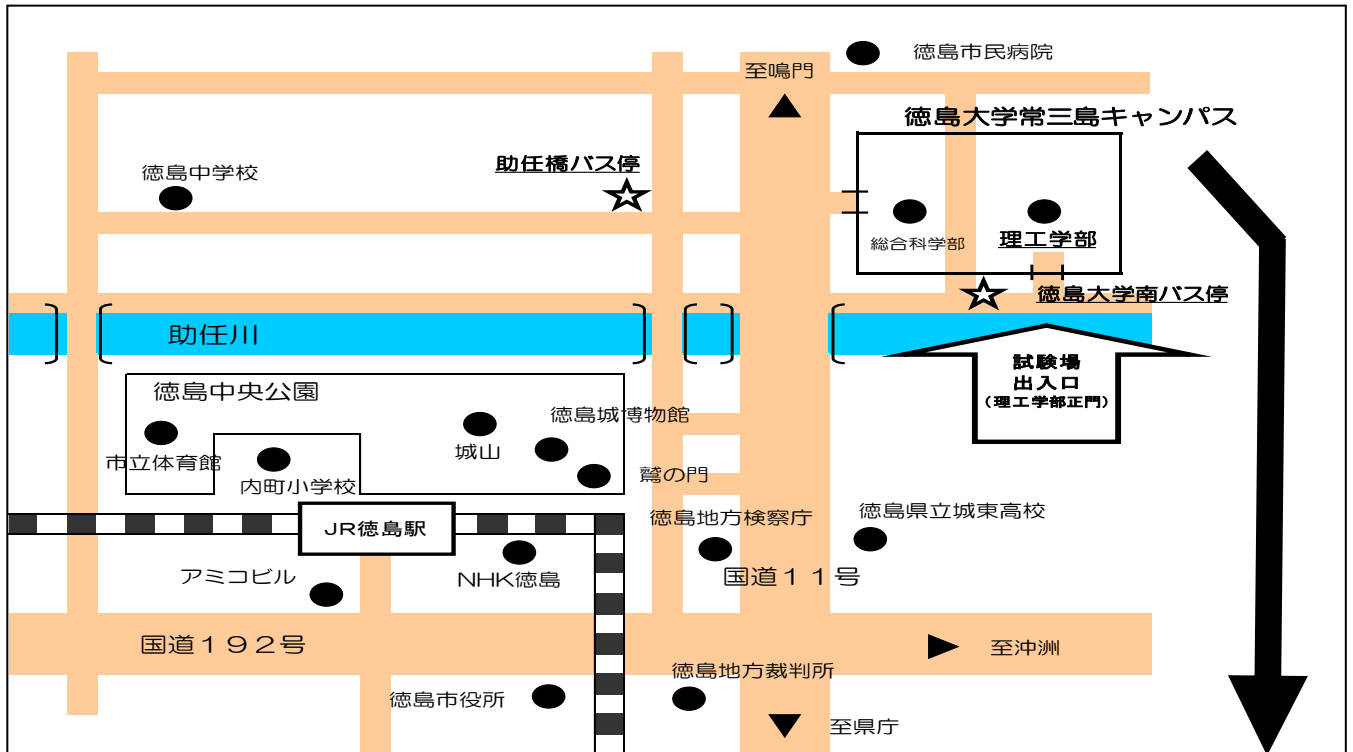 徳島市民病院
至鳴門
徳島大学常三島キャンパス
助任橋バス停
徳島中学校
総合科学部
理工学部
徳島大学南バス停
助任川
試験場
出入口
(理工学部正門)
徳島中央公園
徳島城博物館
城山
市立体育館
内町小学校
鷲の門
徳島地方検察庁
徳島県立城東高校
JR徳島駅
アミコビル
NHK徳島
国道11号
国道192号
至沖洲
徳島地方裁判所
徳島市役所
至県庁